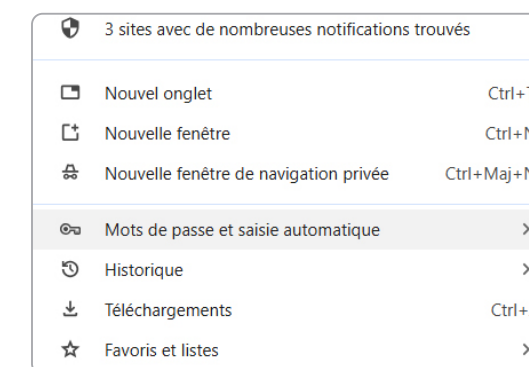 3 sites avec de nombreuses notifications trouvés
Nouvel onglet Ctrl+T
Nouvelle fenêtre Ctrl+N
Nouvelle fenêtre de navigation privée Ctrl+Maj+N
Mots de passe et saisie automatique
Historique
Téléchargements Ctrl+
Favoris et listes